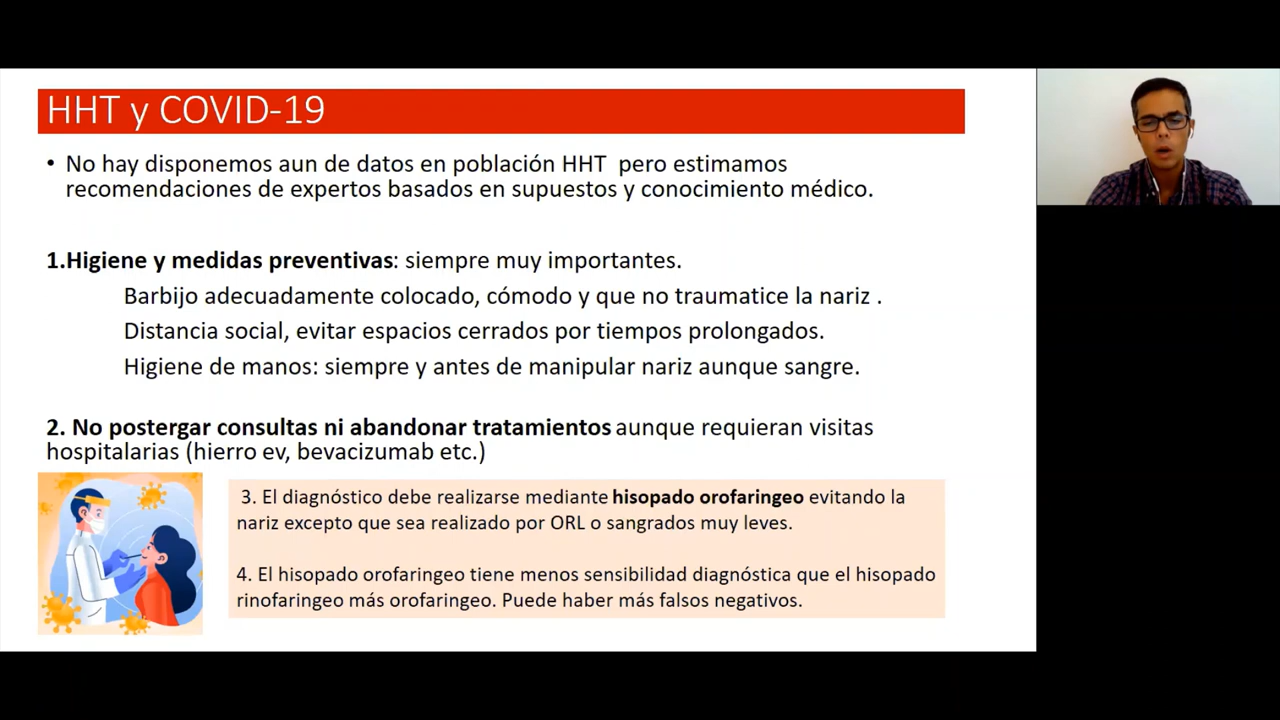 HHT y COVID-19
• No hay disponemos aun de datos en población HHT pero estimamos
recomendaciones de expertos basados en supuestos y conocimiento médico.
1.Higiene y medidas preventivas: siempre muy importantes.
Barbijo adecuadamente colocado, cómodo y que no traumatice la nariz .
Distancia social, evitar espacios cerrados por tiempos prolongados.
Higiene de manos: siempre y antes de manipular nariz aunque sangre.
2. No postergar consultas ni abandonar tratamientos aunque requieran visitas
hospitalarias (hierro ev, bevacizumab etc.)
3. El diagnóstico debe realizarse mediante hisopado orofaringeo evitando la
nariz excepto que sea realizado por ORL o sangrados muy leves.
4. El hisopado orofaringeo tiene menos sensibilidad diagnóstica que el hisopado
rinofaringeo más orofaringeo. Puede haber más falsos negativos.